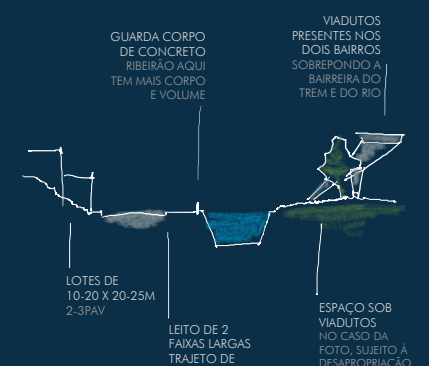 GUARDA CORPO
DE CONCRETO
RIBEIRÃO AQUI
TEM MAIS CORPO
E VOLUME
VIADUTOS
PRESENTES NOS
DOIS BAIRROS
SOBREPONDO A
BAIRREIRA DO
TREM E DO RIO
LOTES DE
10-20 X 20-25M
2-3PAV
LEITO DE 2
FAIXAS LARGAS
TRAJETO DE
ESPAÇO SOB
VIADUTOS
NO CASO DA
FOTO, SUJEITO À
DESAPROPRIAÇÃO